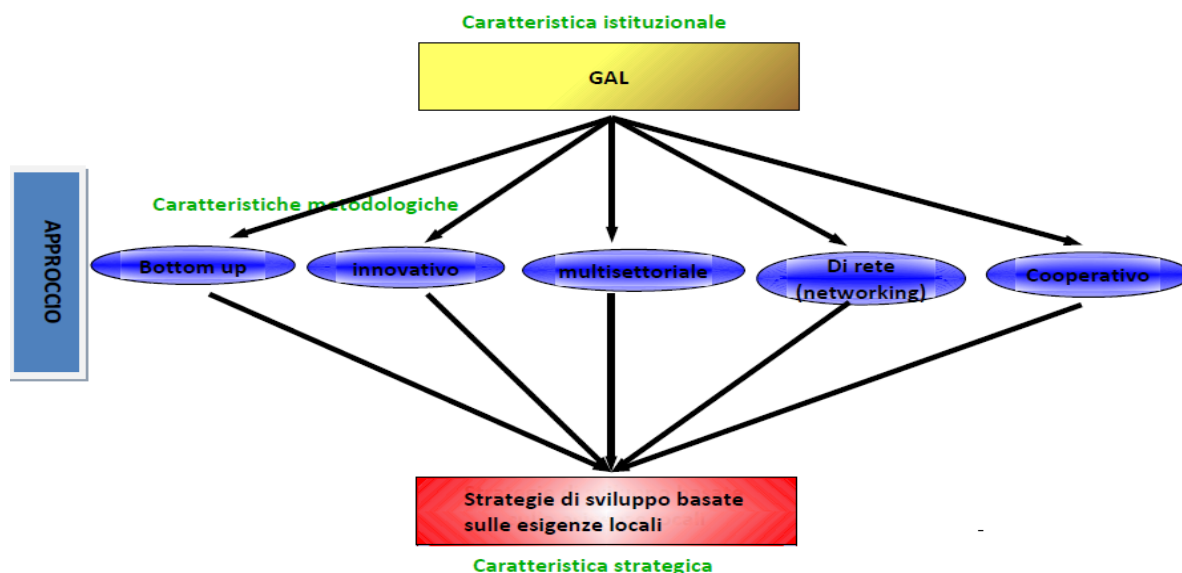 Caratteristica istituzionale
GAL
APPROCCIO
Caratteristiche metodologiche
Bottom up
innovativo
multisettoriale
Di rete
(networking)
Cooperativo
Strategie di sviluppo basate
sulle esigenze locali
Caratteristica strategica